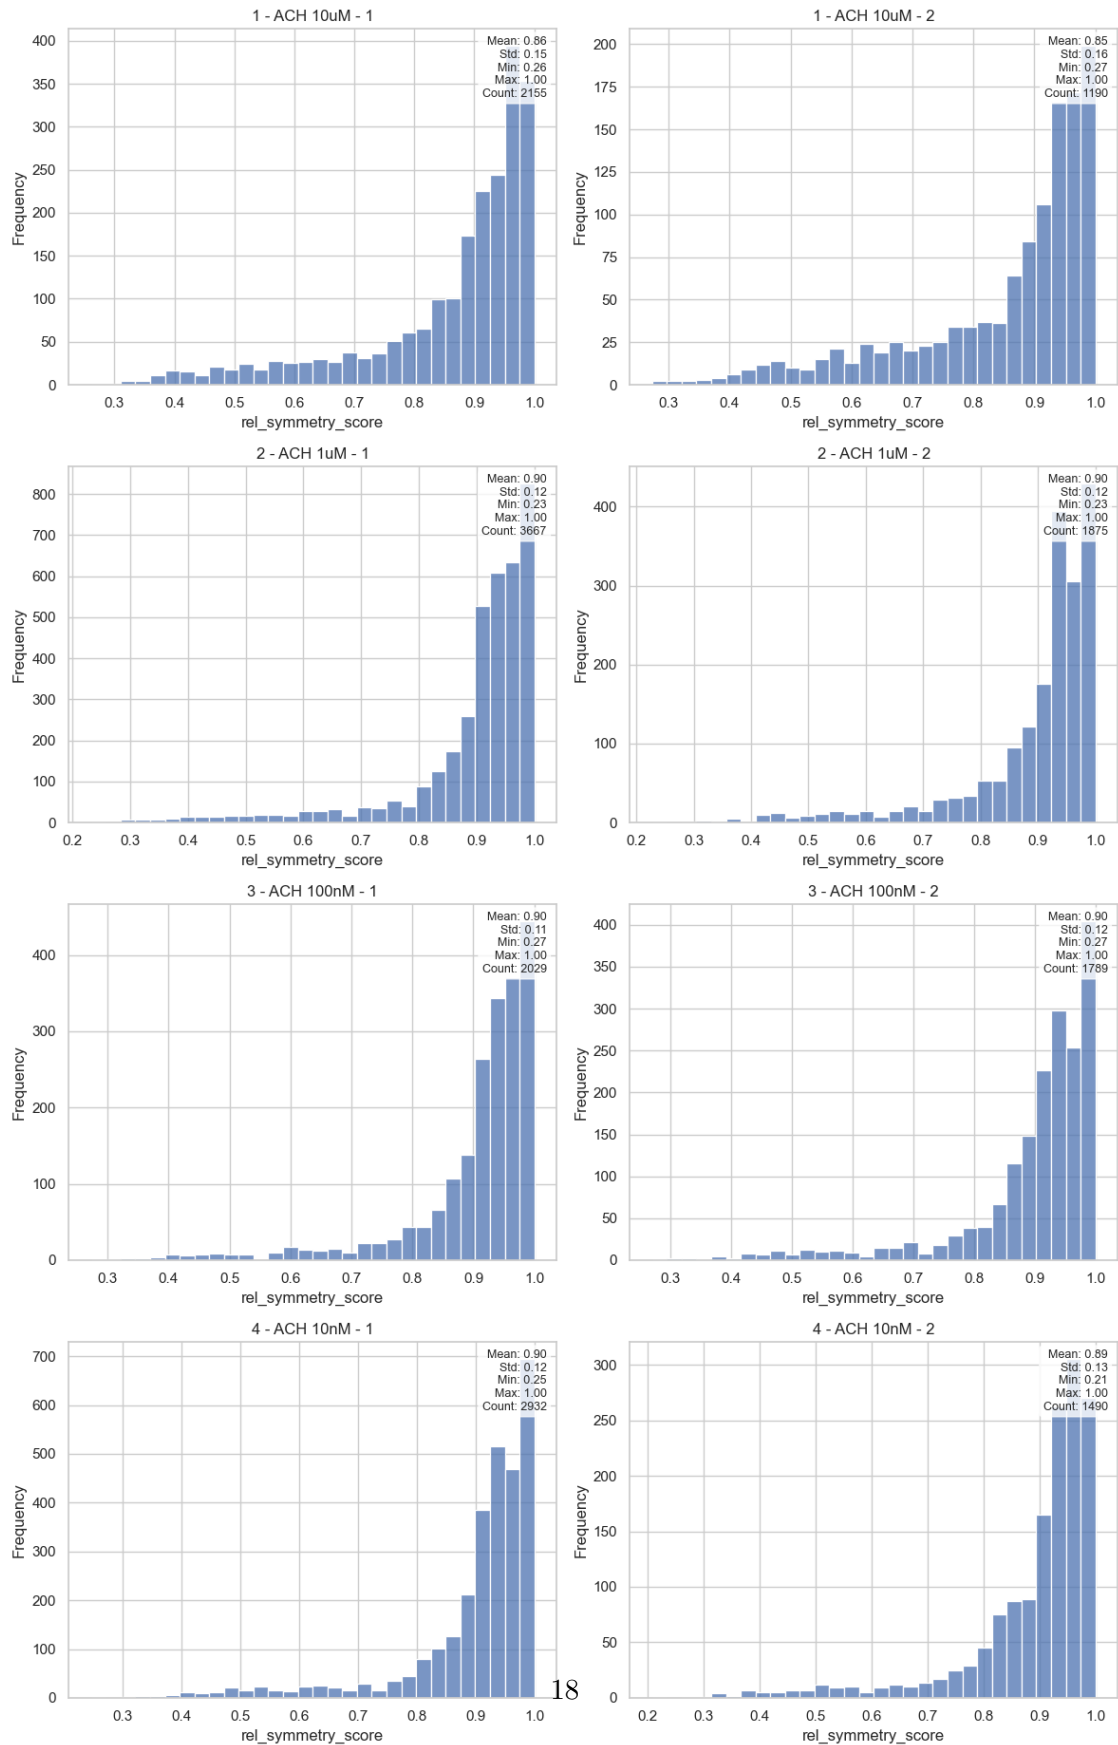 1 - ACH 10uM - 1
Mean: 0.86
Std: 0.15
Min: 0.26
Max: 1.00
Count: 2155
400
350
300
250
200
150
100
50
0
Frequency
0.3 0.4 0.5 0.6 0.7 0.8 0.9 1.0
rel_symmetry_score
1 - ACH 10uM - 2
Mean: 0.85
Std: 0.16
Min: 0.27
Max: 1.00
Count: 1190
200
175
150
125
100
75
50
25
0
Frequency
0.3 0.4 0.5 0.6 0.7 0.8 0.9 1.0
rel_symmetry_score
2 - ACH 1uM - 1
Mean: 0.90
Std: 0.12
Min: 0.23
Max: 1.00
Count: 3667
800
700
600
500
400
300
200
100
0
Frequency
0.2 0.3 0.4 0.5 0.6 0.7 0.8 0.9 1.0
rel_symmetry_score
2 - ACH 1uM - 2
Mean: 0.90
Std: 0.12
Min: 0.23
Max: 1.00
Count: 1875
400
300
200
100
0
Frequency
0.2 0.3 0.4 0.5 0.6 0.7 0.8 0.9 1.0
rel_symmetry_score
3 - ACH 100nM - 1
Mean: 0.90
Std: 0.11
Min: 0.27
Max: 1.00
Count: 2029
400
300
200
100
0
Frequency
0.3 0.4 0.5 0.6 0.7 0.8 0.9 1.0
rel_symmetry_score
3 - ACH 100nM - 2
Mean: 0.90
Std: 0.12
Min: 0.27
Max: 1.00
Count: 1789
400
350
300
250
200
150
100
50
0
Frequency
0.3 0.4 0.5 0.6 0.7 0.8 0.9 1.0
rel_symmetry_score
4 - ACH 10nM - 1
Mean: 0.90
Std: 0.12
Min: 0.25
Max: 1.00
Count: 2932
700
600
500
400
300
200
100
0
Frequency
0.3 0.4 0.5 0.6 0.7 0.8 0.9 1.0
rel_symmetry_score
4 - ACH 10nM - 2
Mean: 0.89
Std: 0.13
Min: 0.21
Max: 1.00
Count: 1490
300
250
200
150
100
50
0
Frequency
0.2 0.3 0.4 0.5 0.6 0.7 0.8 0.9 1.0
rel_symmetry_score
18